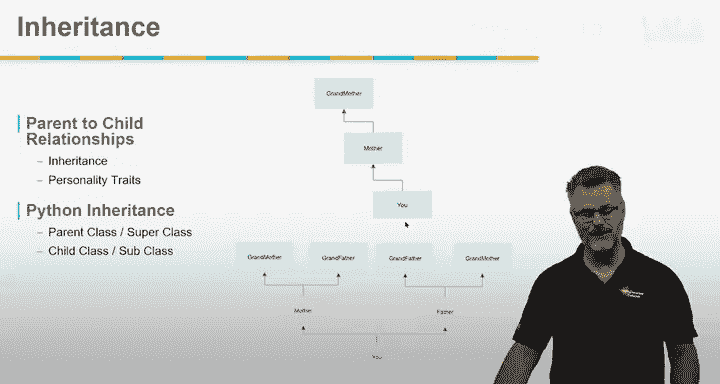 Inheritance
Parent to Child
Relationships
– Inheritance
– Personality Traits
Python Inheritance
– Parent Class / Super Class
– Child Class / Sub Class
GrandMother
Mother
You
GrandMother
GrandFather
GrandFather
GrandMother
Mother
Father
You